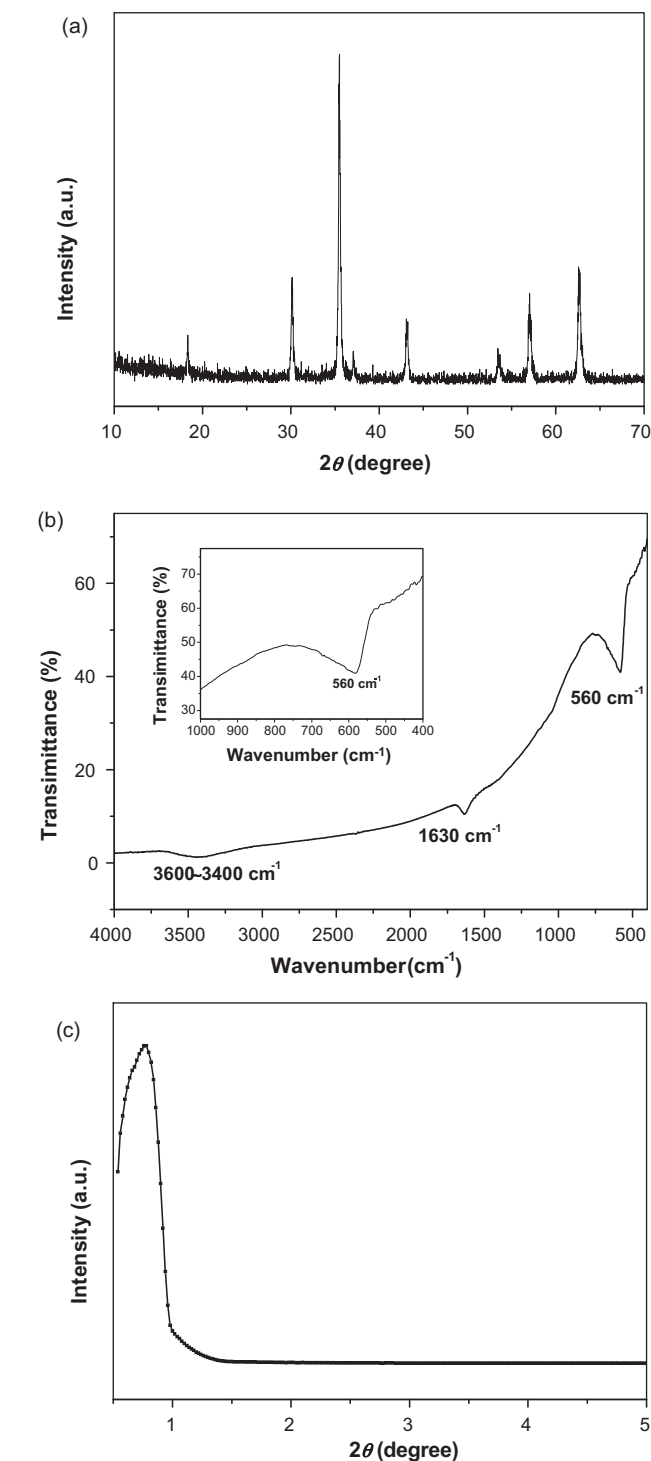 (a)
Intensity (a.u.)
10 20 30 40 50 60 70
2θ (degree)
(b)
Transimittance (%)
60
40
20
0
Transimittance (%)
70
60
50
40
30
560 cm⁻¹
1000 900 800 700 600 500 400
Wavenumber (cm⁻¹)
560 cm⁻¹
1630 cm⁻¹
3600~3400 cm⁻¹
4000 3500 3000 2500 2000 1500 1000 500
Wavenumber(cm⁻¹)
(c)
Intensity (a.u.)
1 2 3 4 5
2θ (degree)